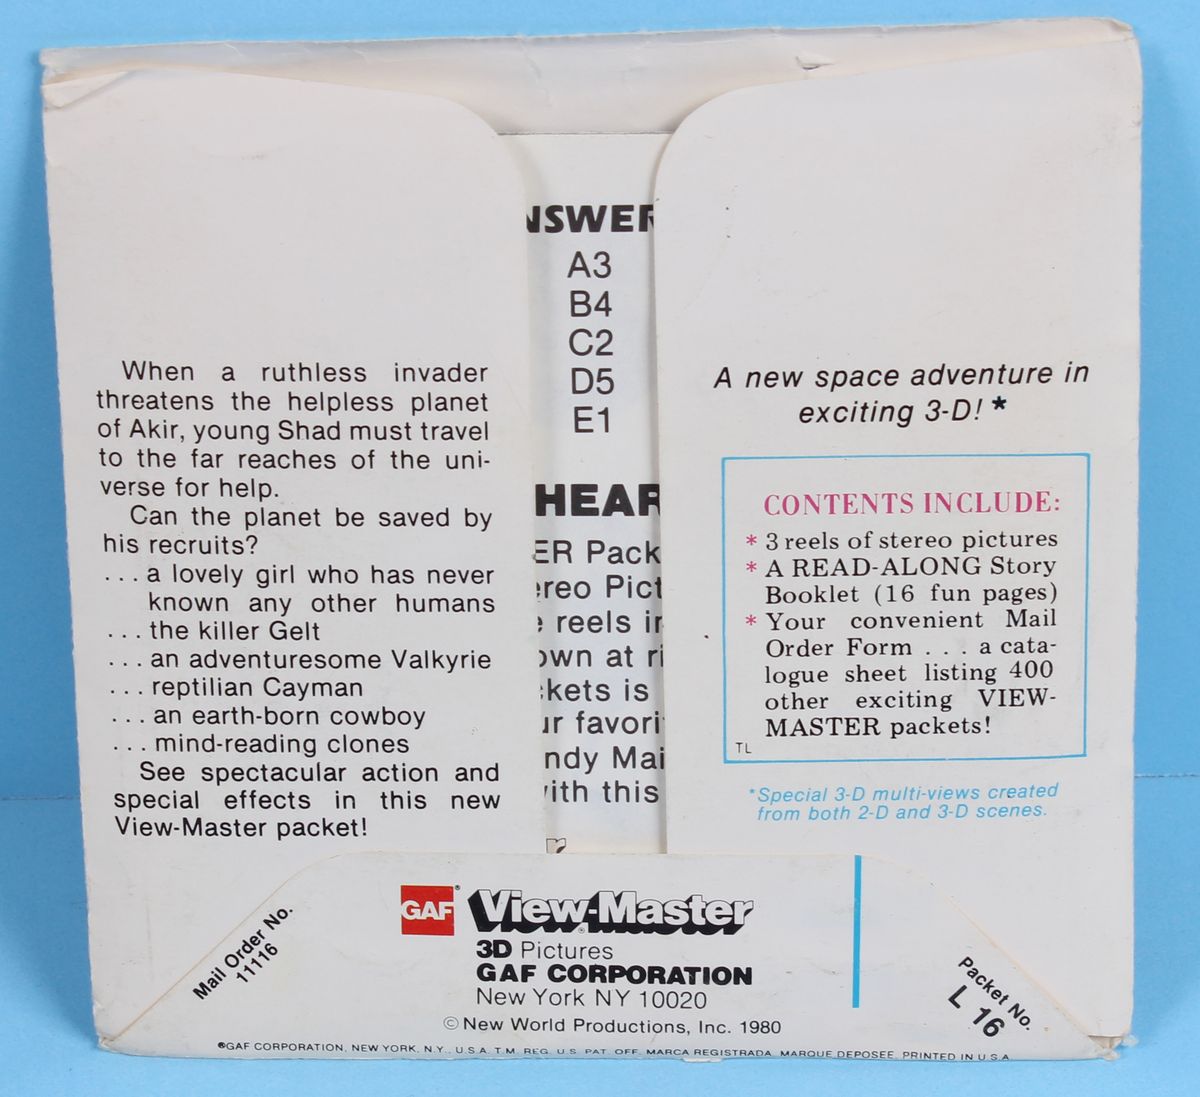 When a ruthless invader
threatens the helpless planet
of Akir, young Shad must travel
to the far reaches of the uni-
verse for help.
Can the planet be saved by
his recruits?
... a lovely girl who has never
known any other humans
... the killer Gelt
... an adventuresome Valkyrie
... reptilian Cayman
... an earth-born cowboy
... mind-reading clones
See spectacular action and
special effects in this new
View-Master packet!
NSWER
A3
B4
C2
D5
E1
HEAR
ER Pack
ereo Pict
e reels in
own at ri
ckets is
ur favori
ndy Mai
with this
A new space adventure in
exciting 3-D! *
CONTENTS INCLUDE:
* 3 reels of stereo pictures
* A READ-ALONG Story
Booklet (16 fun pages)
* Your convenient Mail
Order Form . . . a cata-
logue sheet listing 400
other exciting VIEW-
MASTER packets!
TL
*Special 3-D multi-views created
from both 2-D and 3-D scenes.
Mail Order No.
11116
GAF® View-Master®
3D Pictures
GAF CORPORATION
New York NY 10020
© New World Productions, Inc. 1980
Packet No.
L 16
®GAF CORPORATION, NEW YORK, N.Y., U.S.A. T.M. REG. U.S. PAT. OFF. MARCA REGISTRADA. MARQUE DEPOSEE. PRINTED IN U.S.A.